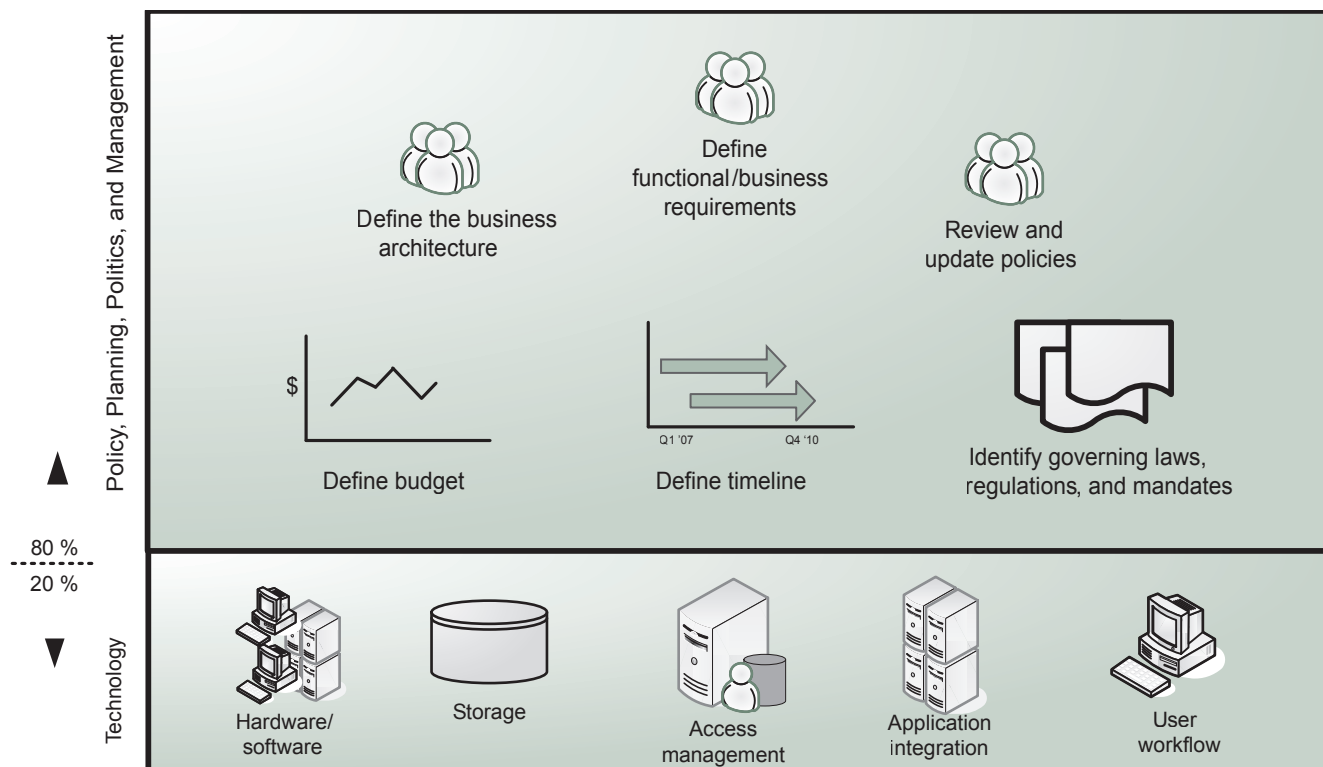 Policy, Planning, Politics, and Management
Define
functional/business
requirements
Define the business
architecture
Review and
update policies
$
Define budget
Q1 '07
Q4 '10
Define timeline
Identify governing laws,
regulations, and mandates
80 %
20 %
Technology
Hardware/
software
Storage
Access
management
Application
integration
User
workflow